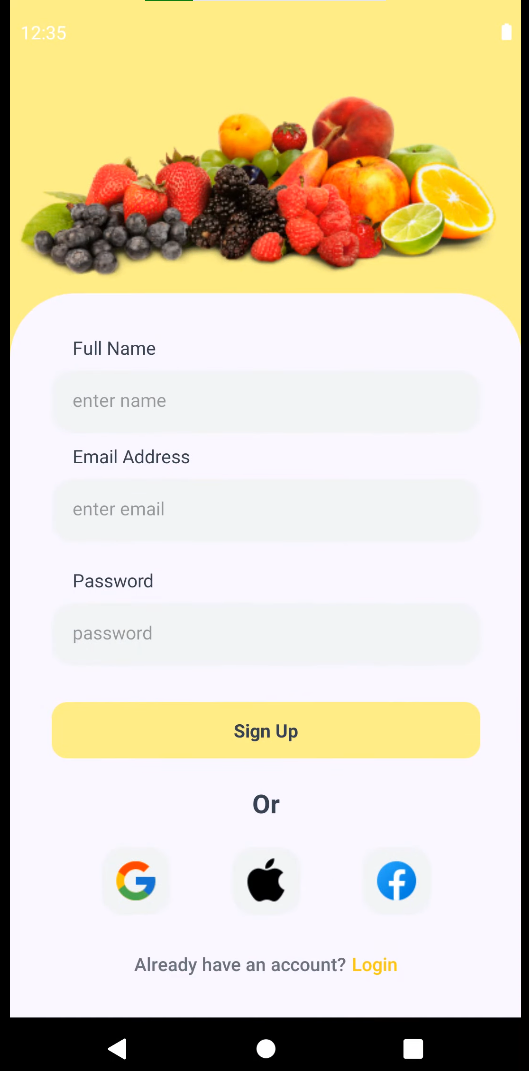 12:35
Full Name
enter name
Email Address
enter email
Password
password
Sign Up
Or
Already have an account? Login